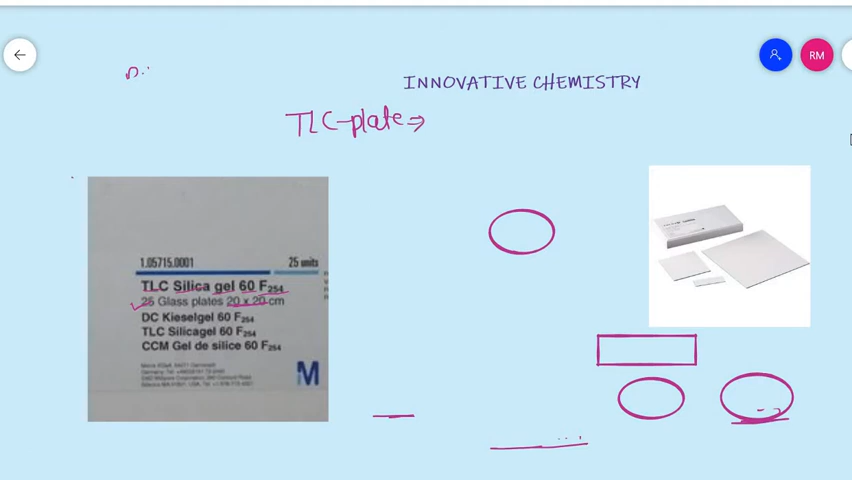 RM
INNOVATIVE CHEMISTRY
TLC-plate ⇒
1.05715.0001 25 units
TLC Silica gel 60 F254
25 Glass plates 20 x 20 cm
DC Kieselgel 60 F254
TLC Silicagel 60 F254
CCM Gel de silice 60 F254
M